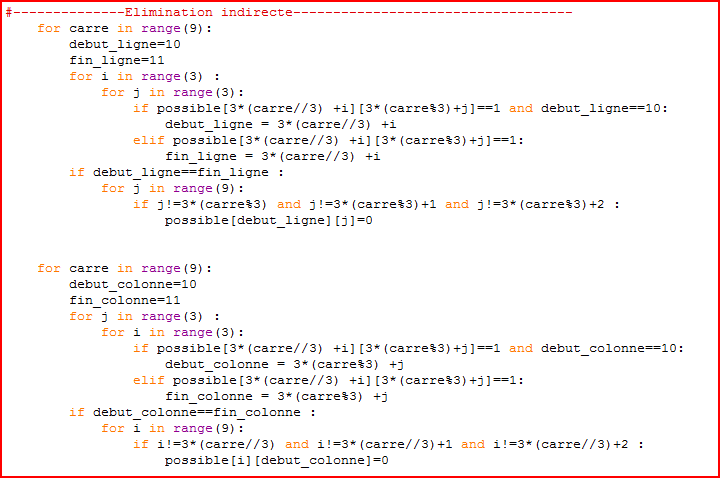 #--------------Elimination indirecte-----------------------------------
    for carre in range(9):
        debut_ligne=10
        fin_ligne=11
        for i in range(3) :
            for j in range(3):
                if possible[3*(carre//3) +i][3*(carre%3)+j]==1 and debut_ligne==10:
                    debut_ligne = 3*(carre//3) +i
                elif possible[3*(carre//3) +i][3*(carre%3)+j]==1:
                    fin_ligne = 3*(carre//3) +i
        if debut_ligne==fin_ligne :
            for j in range(9):
                if j!=3*(carre%3) and j!=3*(carre%3)+1 and j!=3*(carre%3)+2 :
                    possible[debut_ligne][j]=0
    for carre in range(9):
        debut_colonne=10
        fin_colonne=11
        for j in range(3) :
            for i in range(3):
                if possible[3*(carre//3) +i][3*(carre%3)+j]==1 and debut_colonne==10:
                    debut_colonne = 3*(carre%3) +j
                elif possible[3*(carre//3) +i][3*(carre%3)+j]==1:
                    fin_colonne = 3*(carre%3) +j
        if debut_colonne==fin_colonne :
            for i in range(9):
                if i!=3*(carre//3) and i!=3*(carre//3)+1 and i!=3*(carre//3)+2 :
                    possible[i][debut_colonne]=0